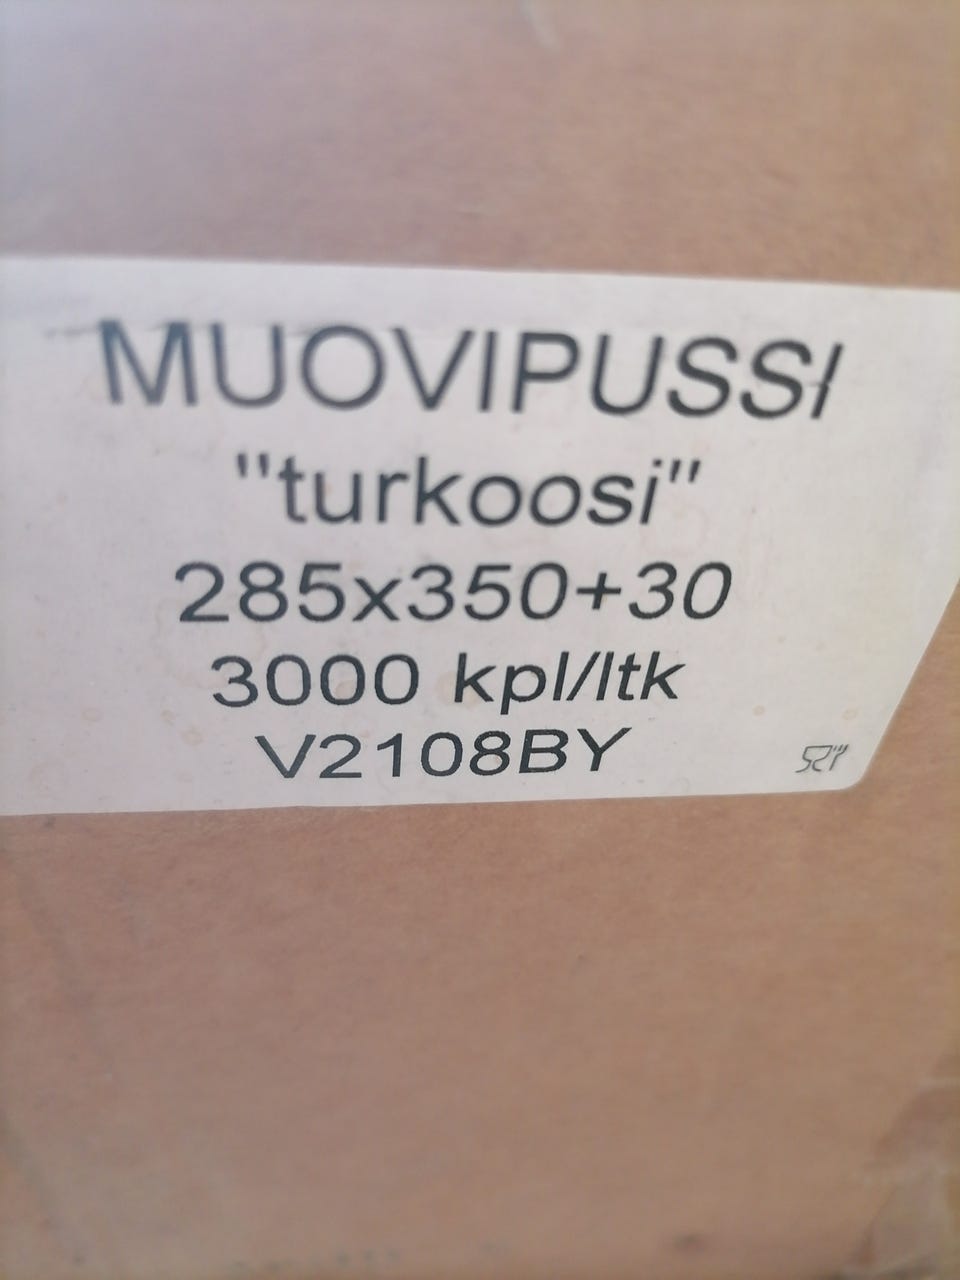 MUOVIPUSSI
"turkoosi"
285x350+30
3000 kpl/ltk
V2108BY